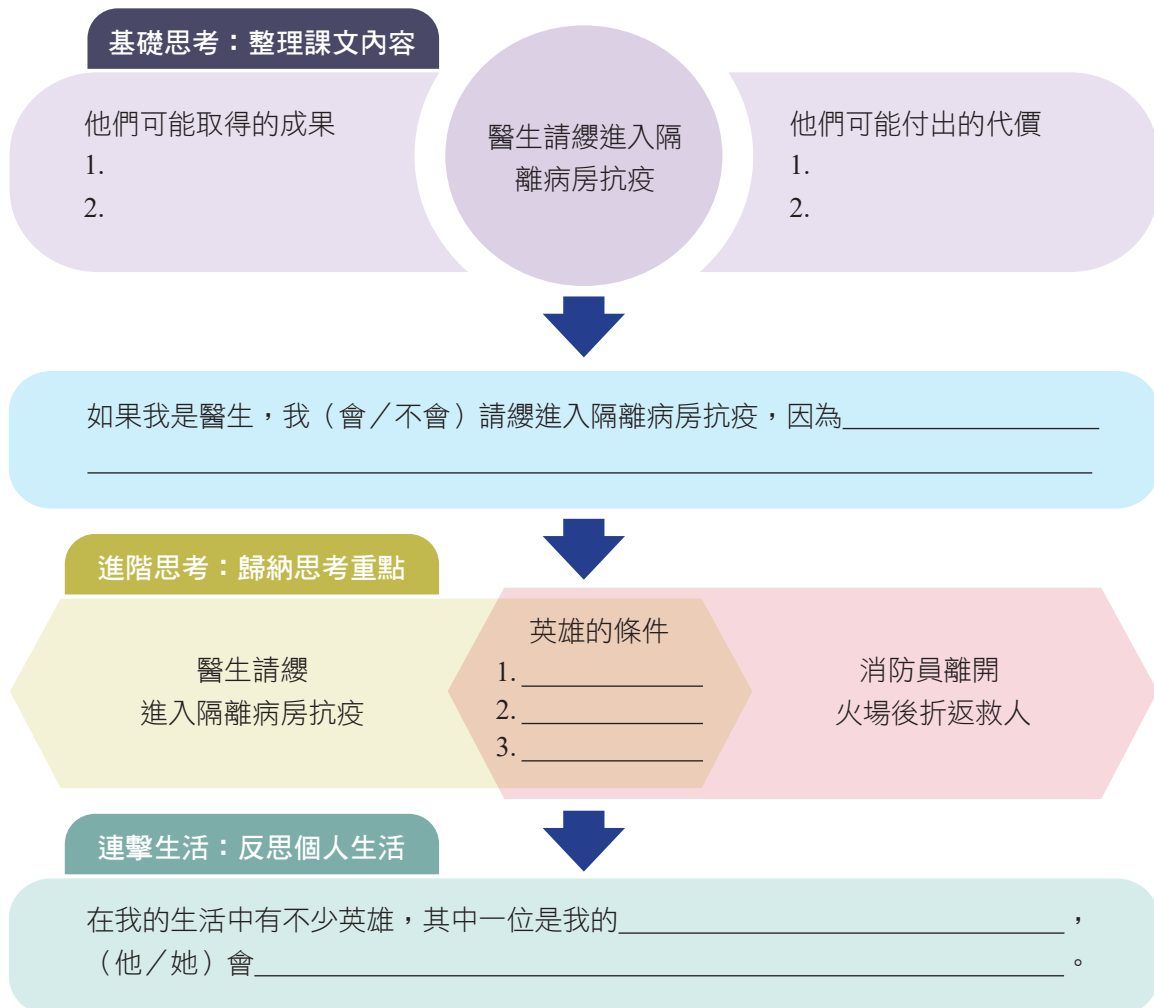 基礎思考：整理課文內容
他們可能取得的成果
1.
2.
醫生請纓進入隔
離病房抗疫
他們可能付出的代價
1.
2.
如果我是醫生，我（會／不會）請纓進入隔離病房抗疫，因為
進階思考：歸納思考重點
醫生請纓
進入隔離病房抗疫
英雄的條件
1.
2.
3.
消防員離開
火場後折返救人
連繫生活：反思個人生活
在我的生活中有不少英雄，其中一位是我的　　　　，
（他／她）會　　　　。